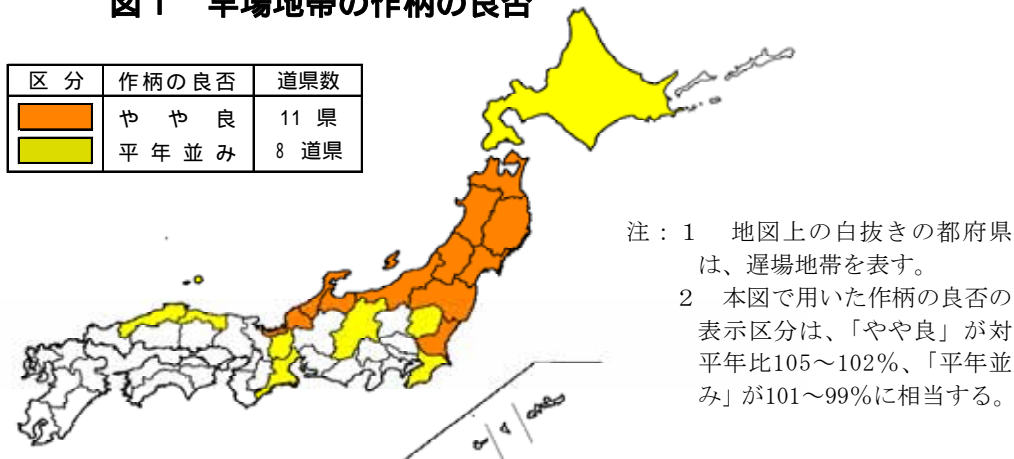 図１　早場地帯の作柄の良否
区 分 作柄の良否 道県数
や や 良 11 県
平 年 並 み 8 道県
注：１　地図上の白抜きの都府県
は、遅場地帯を表す。
２　本図で用いた作柄の良否の
表示区分は、「やや良」が対
平年比105～102％、「平年並
み」が101～99％に相当する。